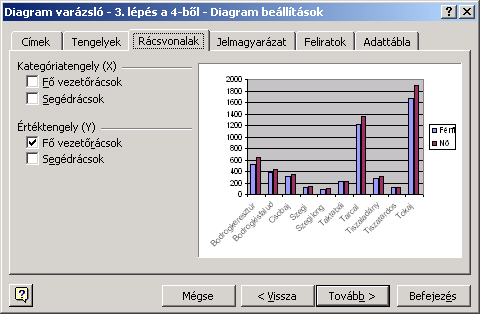 Diagram varázsló - 3. lépés a 4-ből - Diagram beállítások
Címek
Tengelyek
Rácsvonalak
Jelmagyarázat
Feliratok
Adattábla
Kategóriatengely (X)
Fő vezetőrácsok
Segédrácsok
Értéktengely (Y)
Fő vezetőrácsok
Segédrácsok
2000
1800
1600
1400
1200
1000
800
600
400
200
0
Bodrogkeresztúr
Bodrogkisfalud
Csobaj
Szegi
Szegilong
Taktabáj
Tarcal
Tiszaladány
Tiszatardos
Tokaj
Férfi
Nő
Mégse
< Vissza
Tovább >
Befejezés